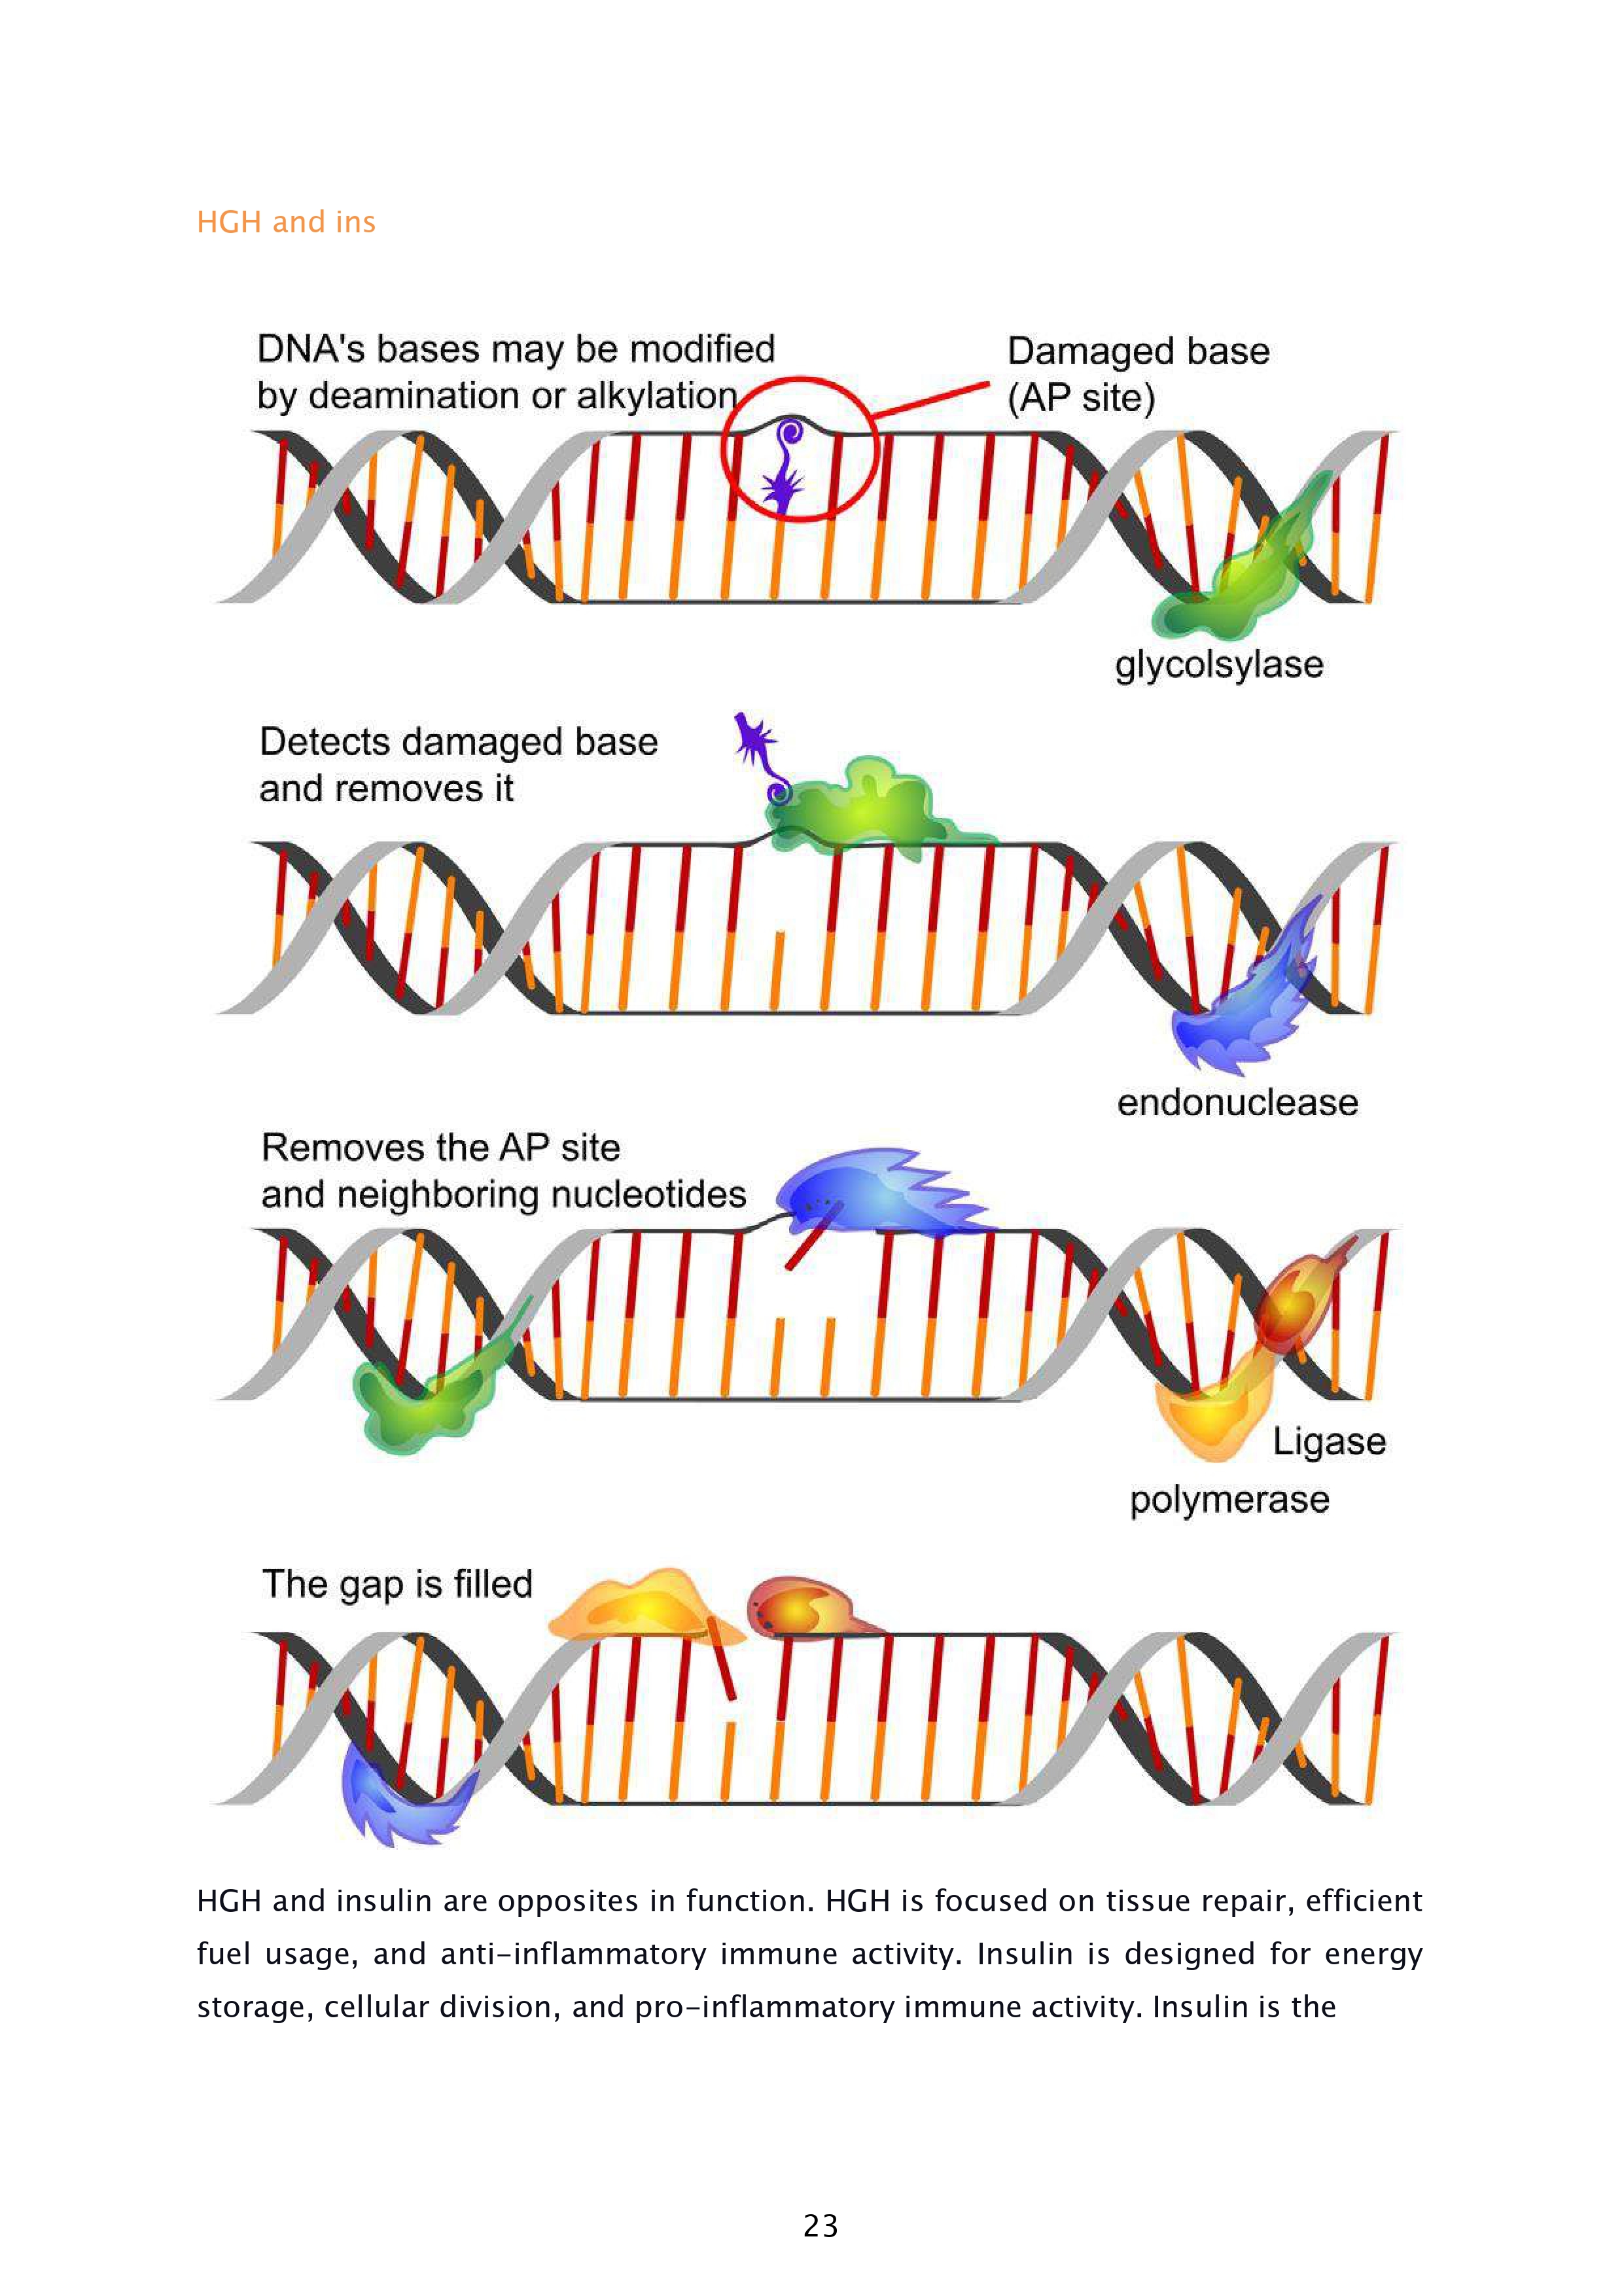 HGH and ins
DNA's bases may be modified
by deamination or alkylation
Damaged base
(AP site)
glycolsylase
Detects damaged base
and removes it
endonuclease
Removes the AP site
and neighboring nucleotides
Ligase
polymerase
The gap is filled
HGH and insulin are opposites in function. HGH is focused on tissue repair, efficient
fuel usage, and anti-inflammatory immune activity. Insulin is designed for energy
storage, cellular division, and pro-inflammatory immune activity. Insulin is the
23